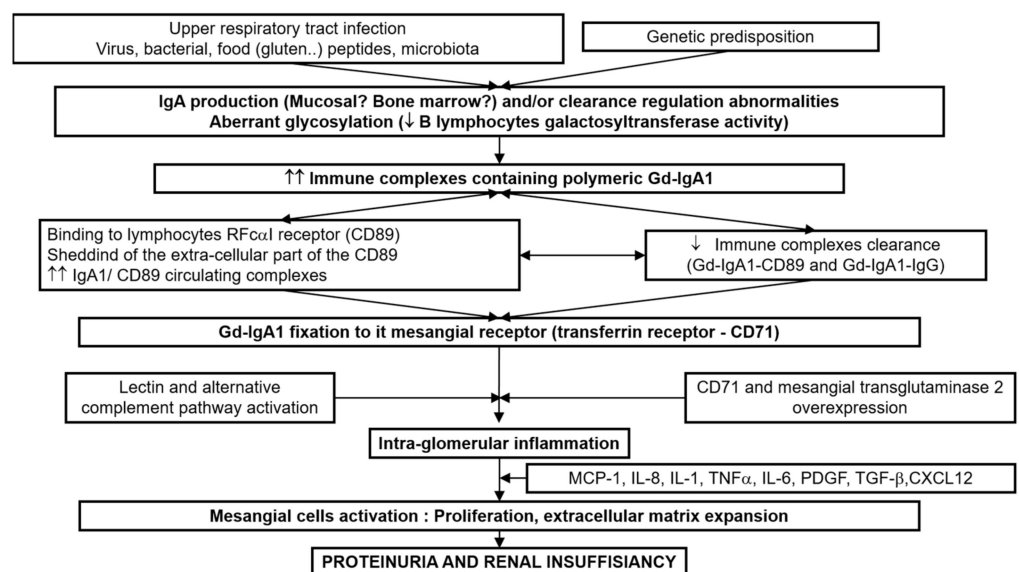 Upper respiratory tract infection
Virus, bacterial, food (gluten..) peptides, microbiota
Genetic predisposition
IgA production (Mucosal? Bone marrow?) and/or clearance regulation abnormalities
Aberrant glycosylation (↓ B lymphocytes galactosyltransferase activity)
↑↑ Immune complexes containing polymeric Gd-IgA1
Binding to lymphocytes RFcαI receptor (CD89)
Sheddind of the extra-cellular part of the CD89
↑↑ IgA1/ CD89 circulating complexes
↓ Immune complexes clearance
(Gd-IgA1-CD89 and Gd-IgA1-IgG)
Gd-IgA1 fixation to it mesangial receptor (transferrin receptor - CD71)
Lectin and alternative
complement pathway activation
CD71 and mesangial transglutaminase 2
overexpression
Intra-glomerular inflammation
MCP-1, IL-8, IL-1, TNFα, IL-6, PDGF, TGF-β,CXCL12
Mesangial cells activation : Proliferation, extracellular matrix expansion
PROTEINURIA AND RENAL INSUFFISIANCY